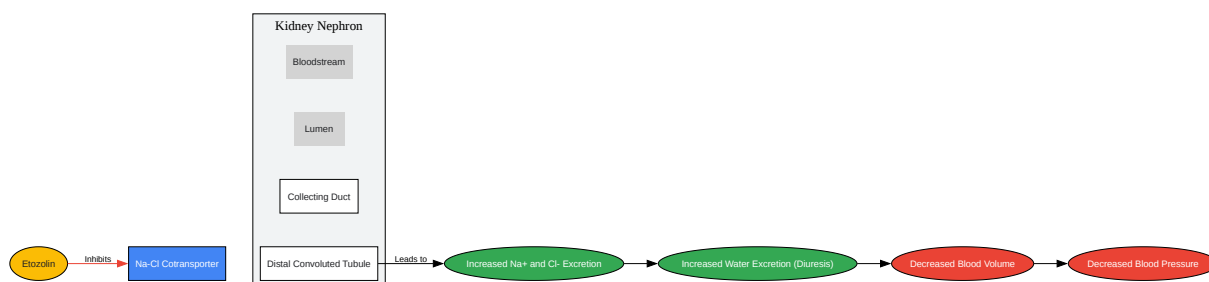 Kidney Nephron
Bloodstream
Lumen
Collecting Duct
Etozolin
Inhibits
Na-Cl Cotransporter
Distal Convoluted Tubule
Leads to
Increased Na+ and Cl- Excretion
Increased Water Excretion (Diuresis)
Decreased Blood Volume
Decreased Blood Pressure